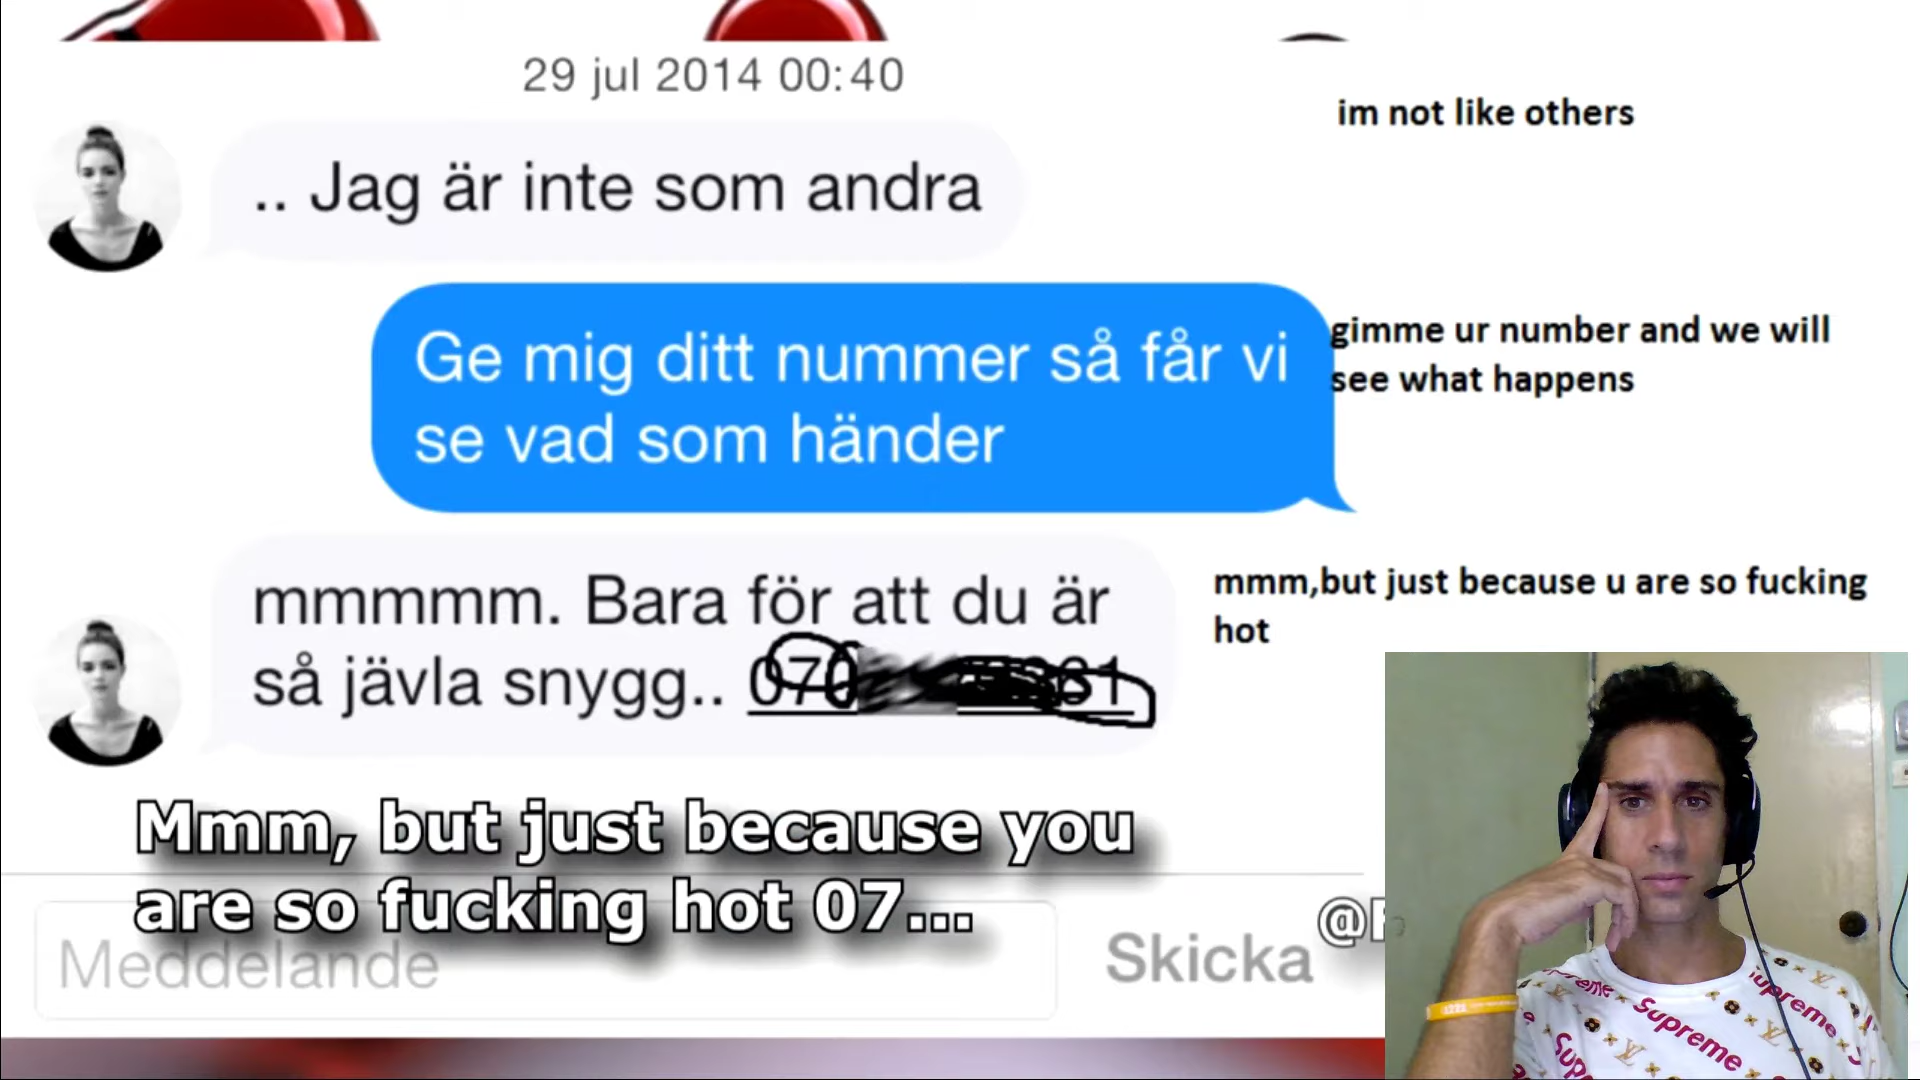 29 jul 2014 00:40
im not like others
.. Jag är inte som andra
Ge mig ditt nummer så får vi
se vad som händer
gimme ur number and we will
see what happens
mmmmm. Bara för att du är
så jävla snygg..
mmm,but just because u are so fucking
hot
Mmm, but just because you
are so fucking hot 07...
Meddelande
Skicka
Supreme
Supreme